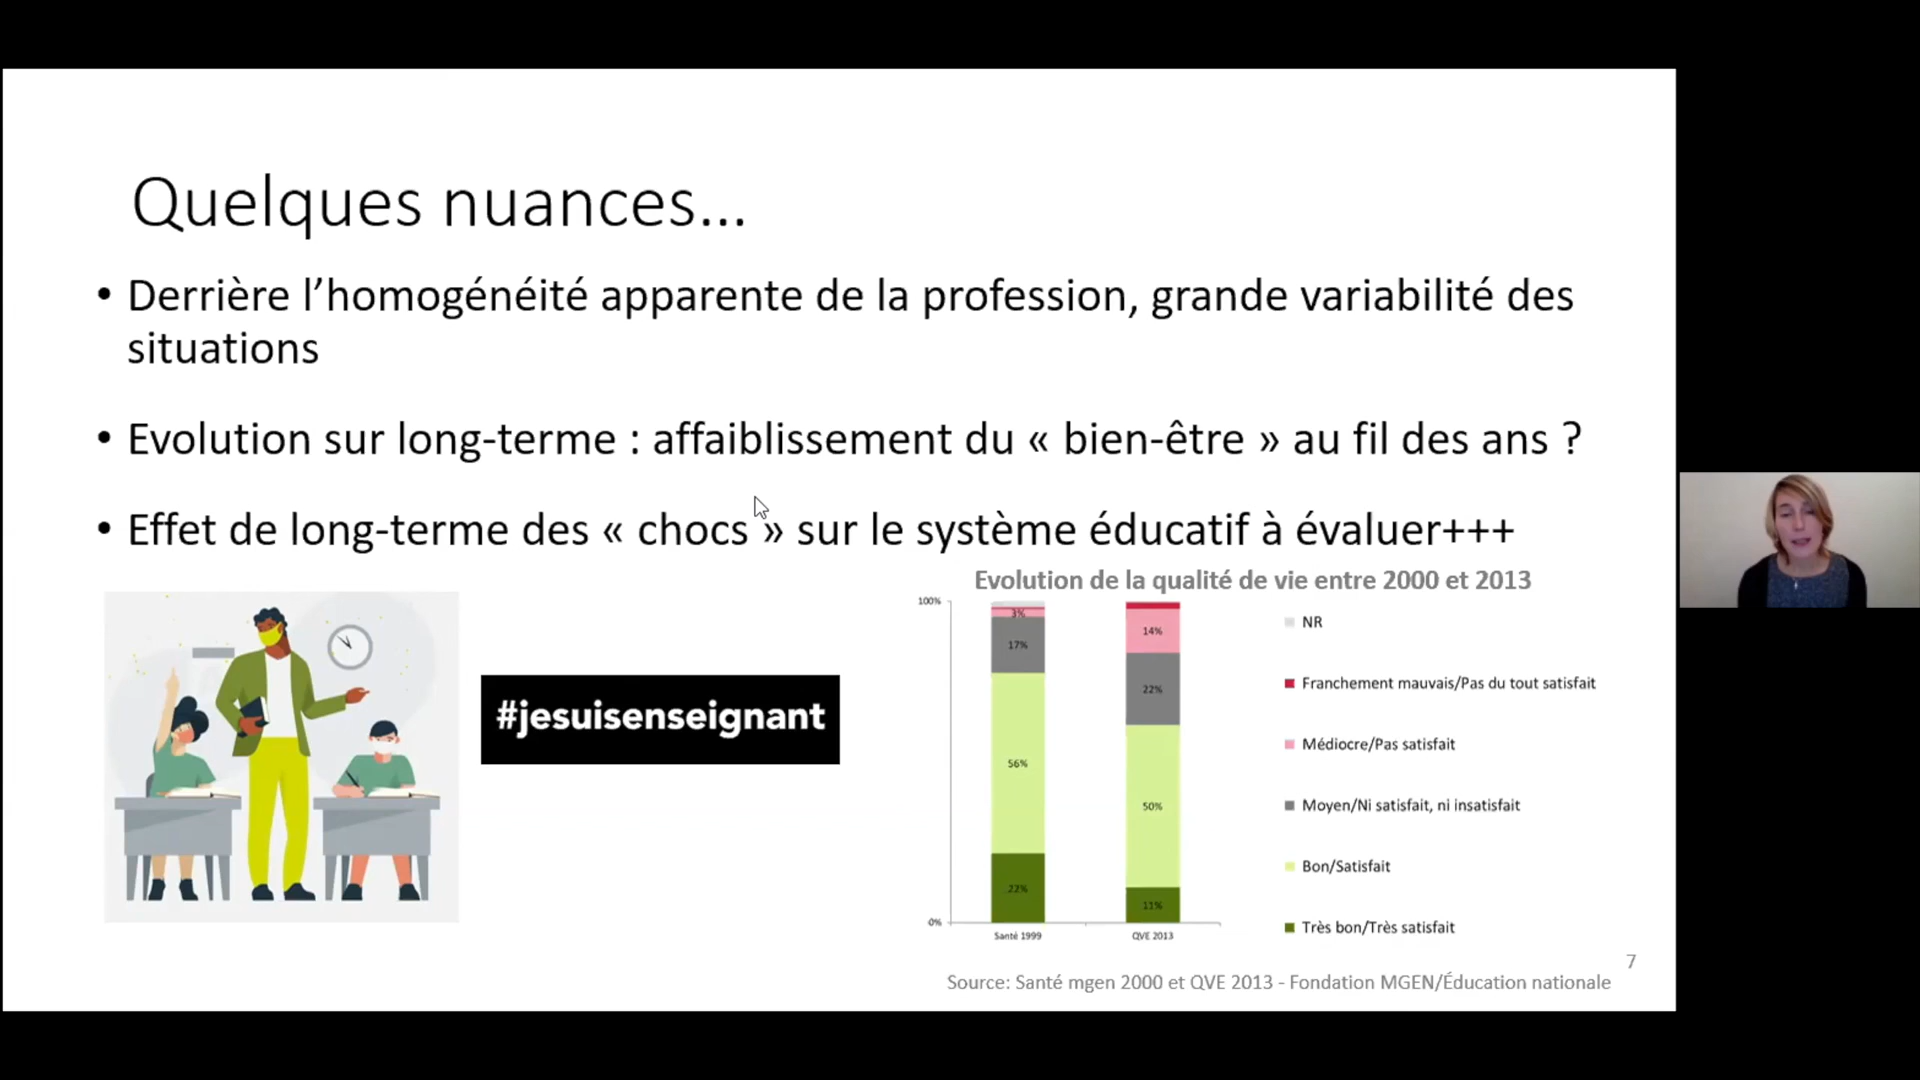 Quelques nuances...
• Derrière l’homogénéité apparente de la profession, grande variabilité des
situations
• Evolution sur long-terme : affaiblissement du « bien-être » au fil des ans ?
• Effet de long-terme des « chocs » sur le système éducatif à évaluer+++
#jesuisenseignant
Evolution de la qualité de vie entre 2000 et 2013
100%
0%
3%
17%
56%
22%
14%
22%
50%
11%
Santé 1999
QVE 2013
NR
Franchement mauvais/Pas du tout satisfait
Médiocre/Pas satisfait
Moyen/Ni satisfait, ni insatisfait
Bon/Satisfait
Très bon/Très satisfait
7
Source: Santé mgen 2000 et QVE 2013 - Fondation MGEN/Éducation nationale